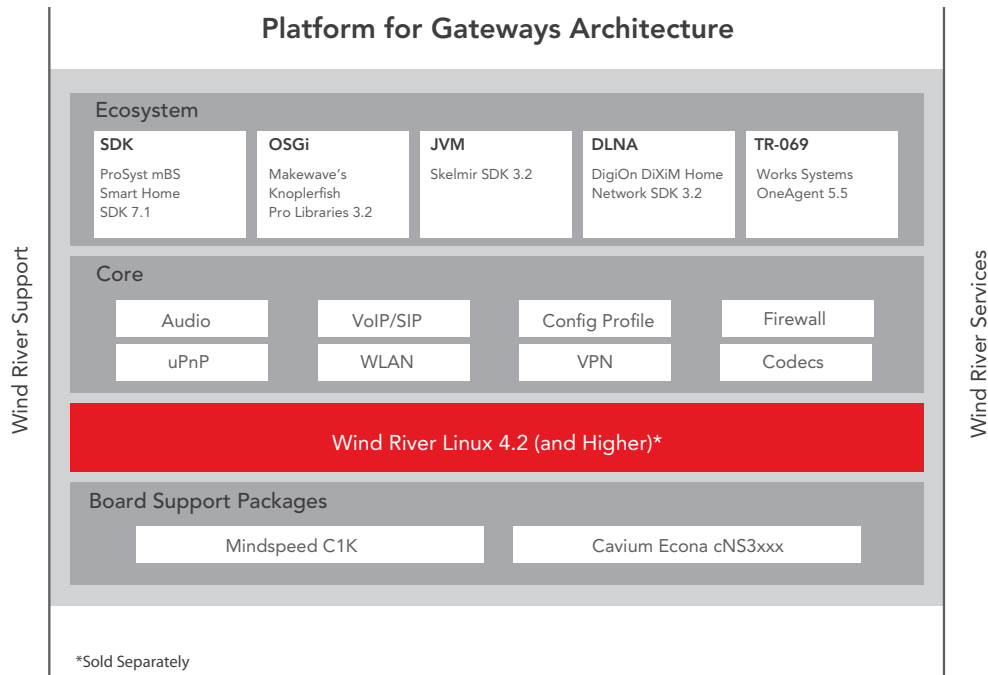 Platform for Gateways Architecture
Wind River Support
Ecosystem
SDK
ProSyst mBS
Smart Home
SDK 7.1
OSGi
Makewave's
Knoplerfish
Pro Libraries 3.2
JVM
Skelmir SDK 3.2
DLNA
DigiOn DiXiM Home
Network SDK 3.2
TR-069
Works Systems
OneAgent 5.5
Core
Audio
VoIP/SIP
Config Profile
Firewall
uPnP
WLAN
VPN
Codecs
Wind River Linux 4.2 (and Higher)*
Board Support Packages
Mindspeed C1K
Cavium Econa cNS3xxx
Wind River Services
*Sold Separately